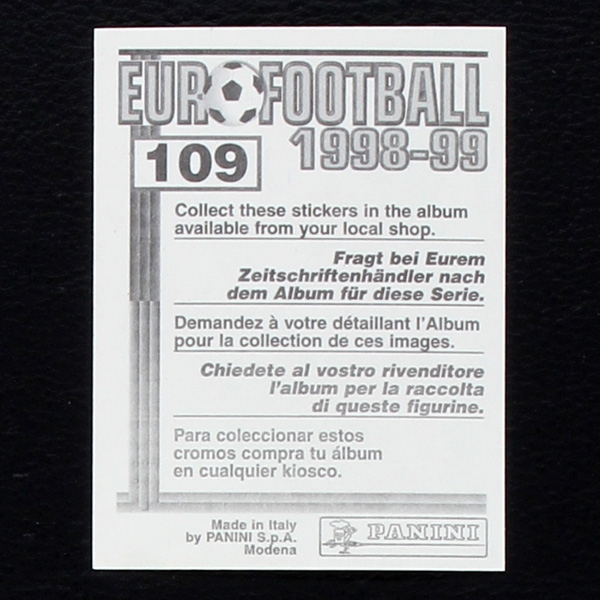 EUROFOOTBALL
1998-99
109
Collect these stickers in the album
available from your local shop.
Fragt bei Eurem
Zeitschriftenhändler nach
dem Album für diese Serie.
Demandez à votre détaillant l'Album
pour la collection de ces images.
Chiedete al vostro rivenditore
l'album per la raccolta
di queste figurine.
Para coleccionar estos
cromos compra tu álbum
en cualquier kiosco.
Made in Italy
by PANINI S.p.A.
Modena
PANINI